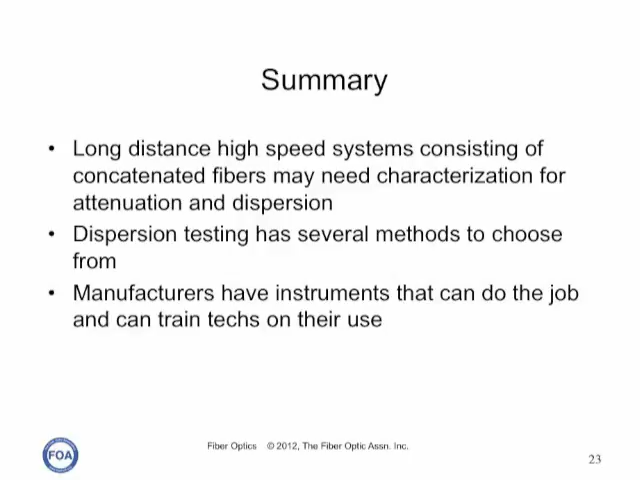 Summary
• Long distance high speed systems consisting of
concatenated fibers may need characterization for
attenuation and dispersion
• Dispersion testing has several methods to choose
from
• Manufacturers have instruments that can do the job
and can train techs on their use
FOA
Fiber Optics © 2012, The Fiber Optic Assn. Inc.
23